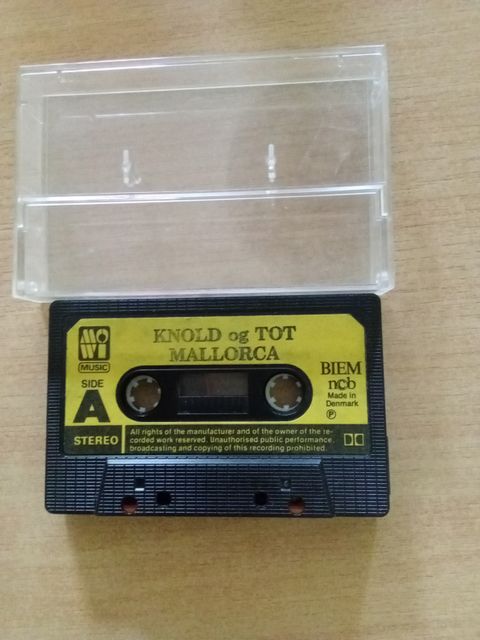 MOWI
MUSIC
KNOLD og TOT
MALLORCA
SIDE
A
STEREO
BIEM
ncb
Made in
Denmark
℗
All rights of the manufacturer and of the owner of the re-
corded work reserved. Unauthorised public performance,
broadcasting and copying of this recording prohibited.